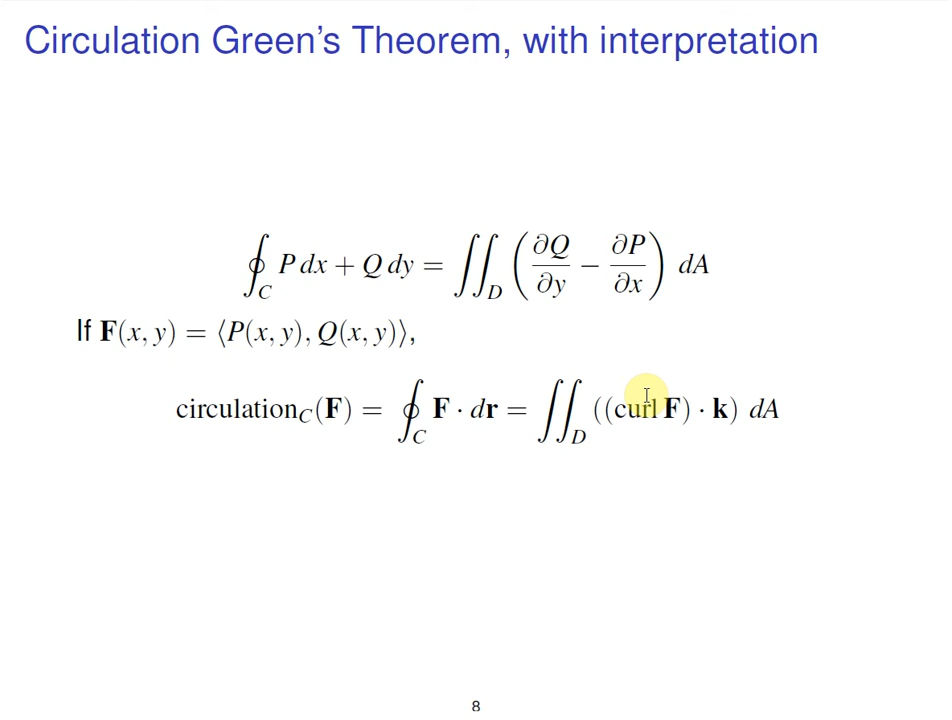 Circulation Green's Theorem, with interpretation
∮_C P dx + Q dy = ∬_D (∂Q/∂y − ∂P/∂x) dA
If F(x, y) = ⟨P(x, y), Q(x, y)⟩,
circulation_C(F) = ∮_C F · dr = ∬_D ((curl F) · k) dA
8